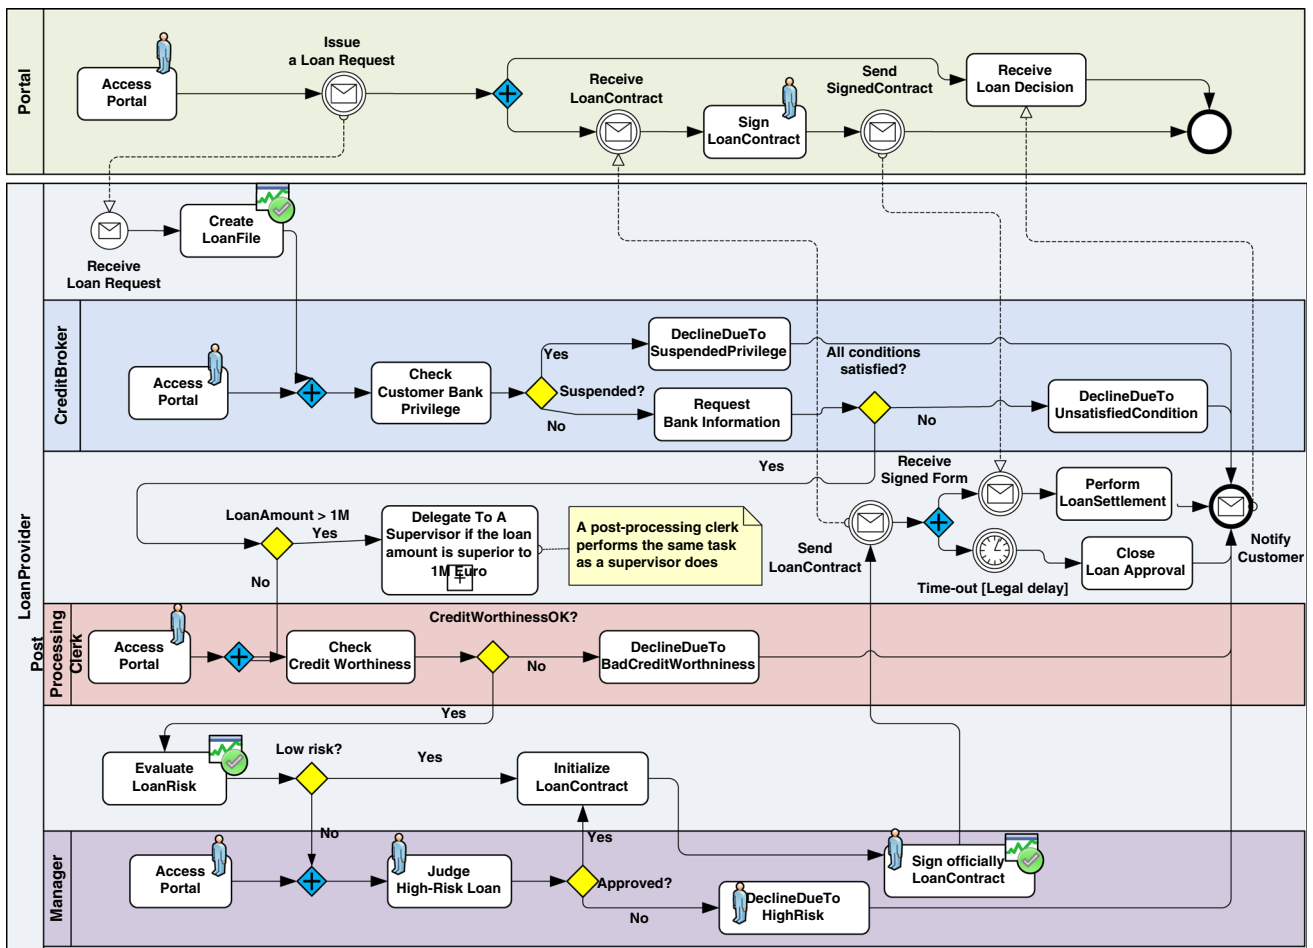 Portal
Access
Portal
Issue
a Loan Request
Receive
LoanContract
Sign
LoanContract
Send
SignedContract
Receive
Loan Decision
LoanProvider
Receive
Loan Request
Create
LoanFile
CreditBroker
Access
Portal
Check
Customer Bank
Privilege
Suspended?
Yes
No
DeclineDueTo
SuspendedPrivilege
Request
Bank Information
All conditions
satisfied?
No
Yes
DeclineDueTo
UnsatisfiedCondition
LoanAmount > 1M
Yes
No
Delegate To A
Supervisor if the loan
amount is superior to
1M Euro
A post-processing clerk
performs the same task
as a supervisor does
Send
LoanContract
Receive
Signed Form
Perform
LoanSettlement
Time-out [Legal delay]
Close
Loan Approval
Notify
Customer
Post
Processing
Clerk
Access
Portal
Check
Credit Worthiness
CreditWorthinessOK?
No
Yes
DeclineDueTo
BadCreditWorthniness
Evaluate
LoanRisk
Low risk?
Yes
No
Initialize
LoanContract
Manager
Access
Portal
Judge
High-Risk Loan
Approved?
Yes
No
DeclineDueTo
HighRisk
Sign officially
LoanContract